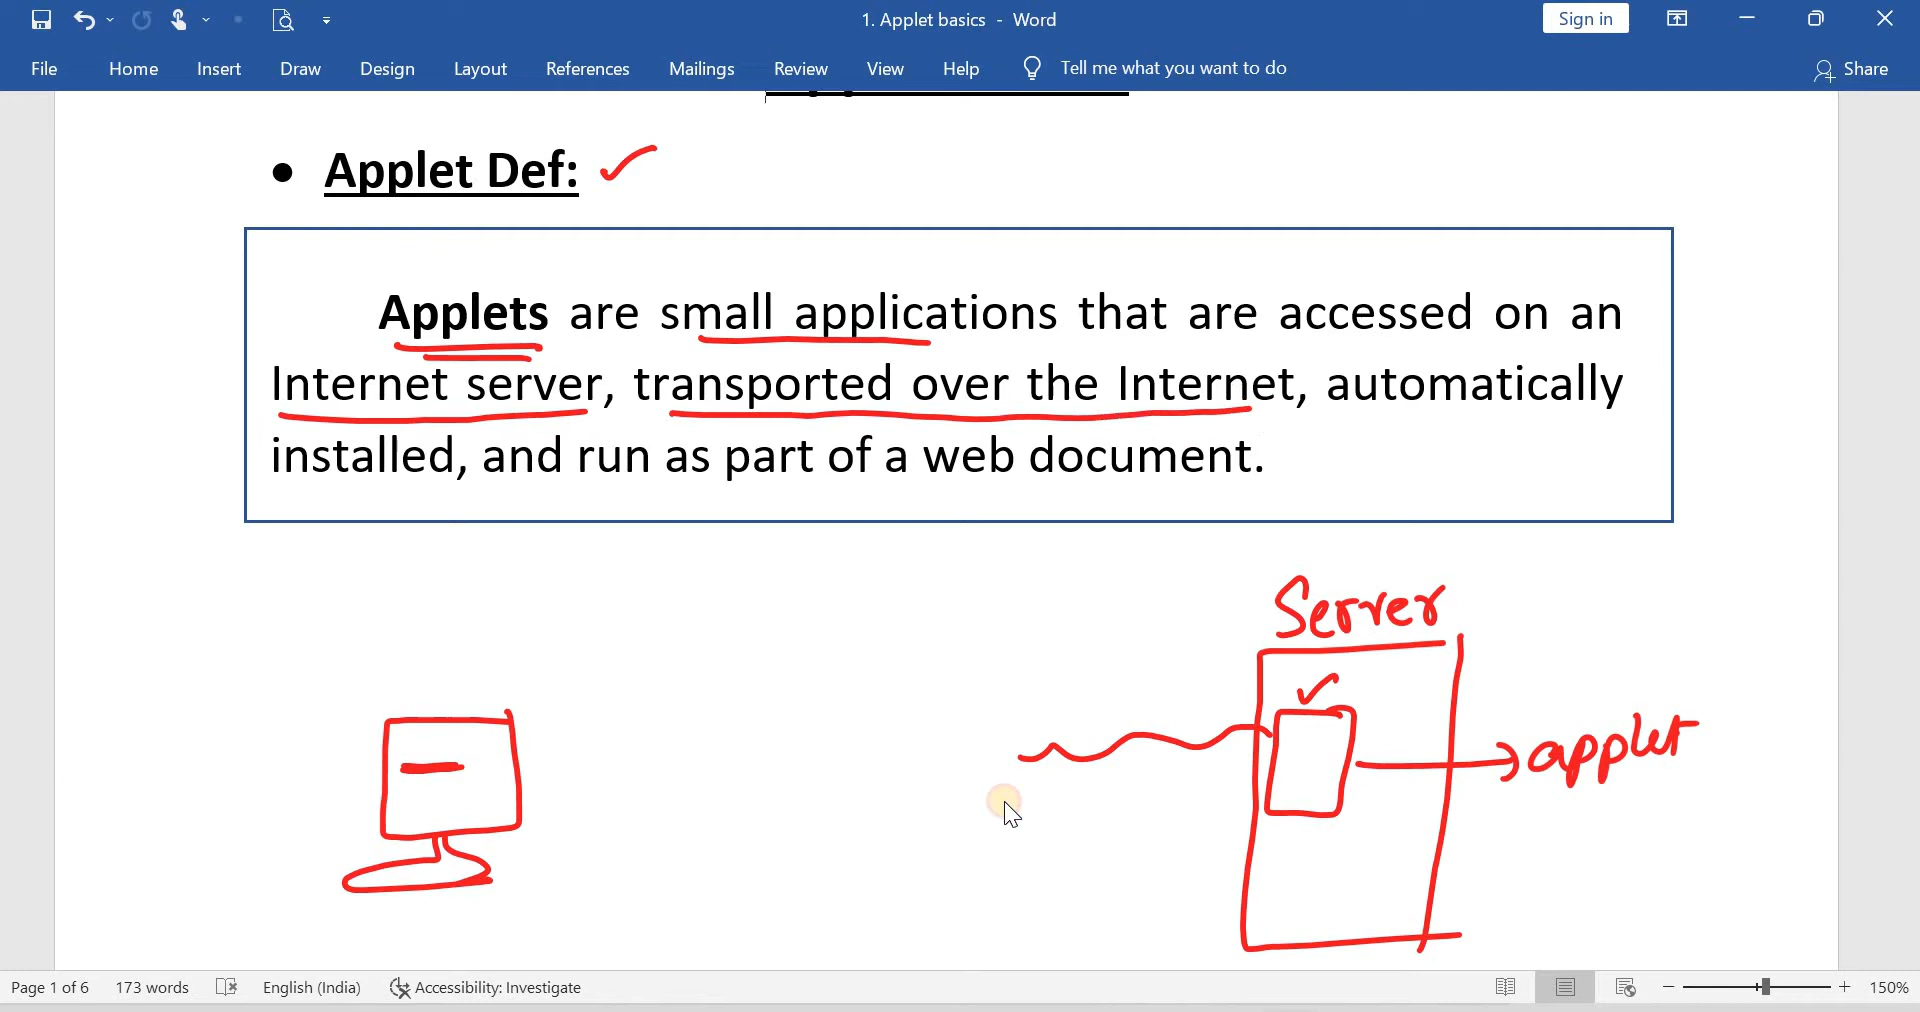 1. Applet basics - Word
Sign in
File Home Insert Draw Design Layout References Mailings Review View Help Tell me what you want to do Share
• Applet Def:
Applets are small applications that are accessed on an
Internet server, transported over the Internet, automatically
installed, and run as part of a web document.
Server
applet
Page 1 of 6 173 words English (India) Accessibility: Investigate 150%